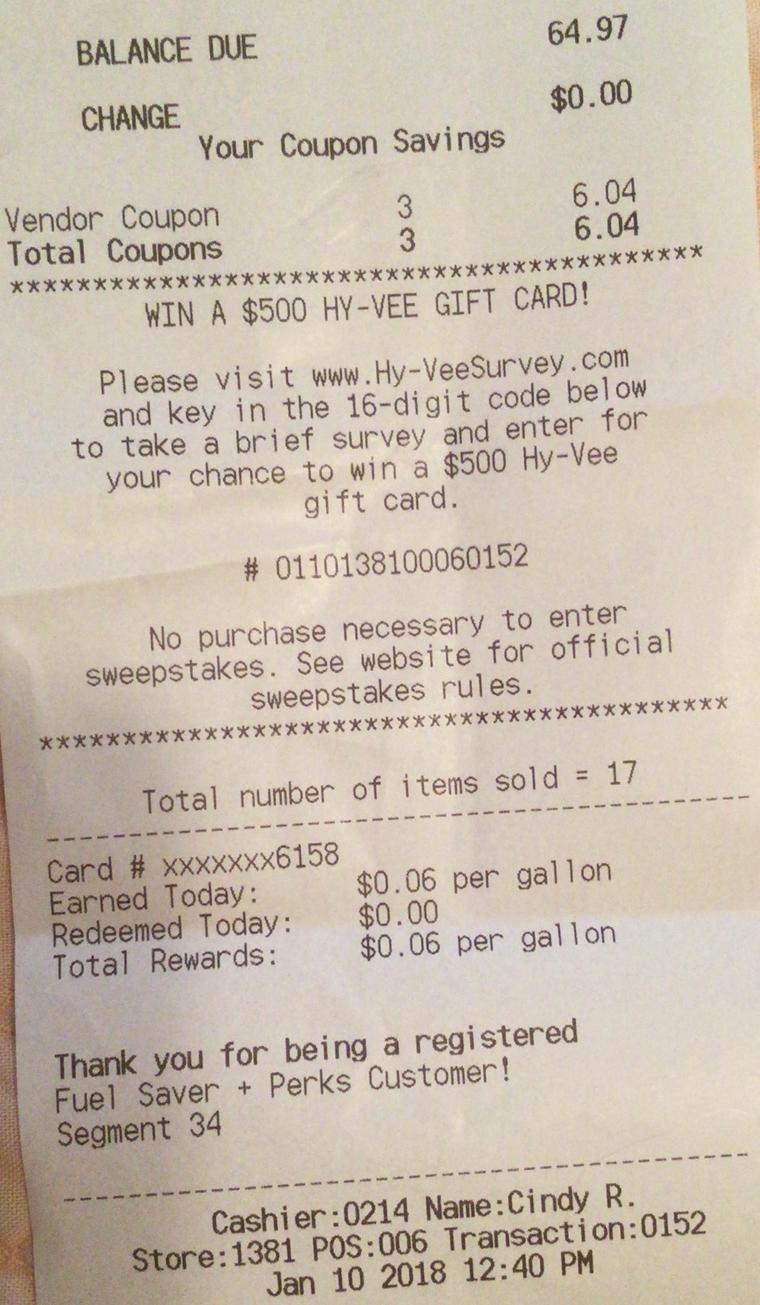 BALANCE DUE 64.97
CHANGE $0.00
Your Coupon Savings
Vendor Coupon 3 6.04
Total Coupons 3 6.04
******************************************
WIN A $500 HY-VEE GIFT CARD!
Please visit www.Hy-VeeSurvey.com
and key in the 16-digit code below
to take a brief survey and enter for
your chance to win a $500 Hy-Vee
gift card.
# 0110138100060152
No purchase necessary to enter
sweepstakes. See website for official
sweepstakes rules.
******************************************
Total number of items sold = 17
------------------------------------------
Card # xxxxxxx6158
Earned Today: $0.06 per gallon
Redeemed Today: $0.00
Total Rewards: $0.06 per gallon
Thank you for being a registered
Fuel Saver + Perks Customer!
Segment 34
------------------------------------------
Cashier:0214 Name:Cindy R.
Store:1381 POS:006 Transaction:0152
Jan 10 2018 12:40 PM